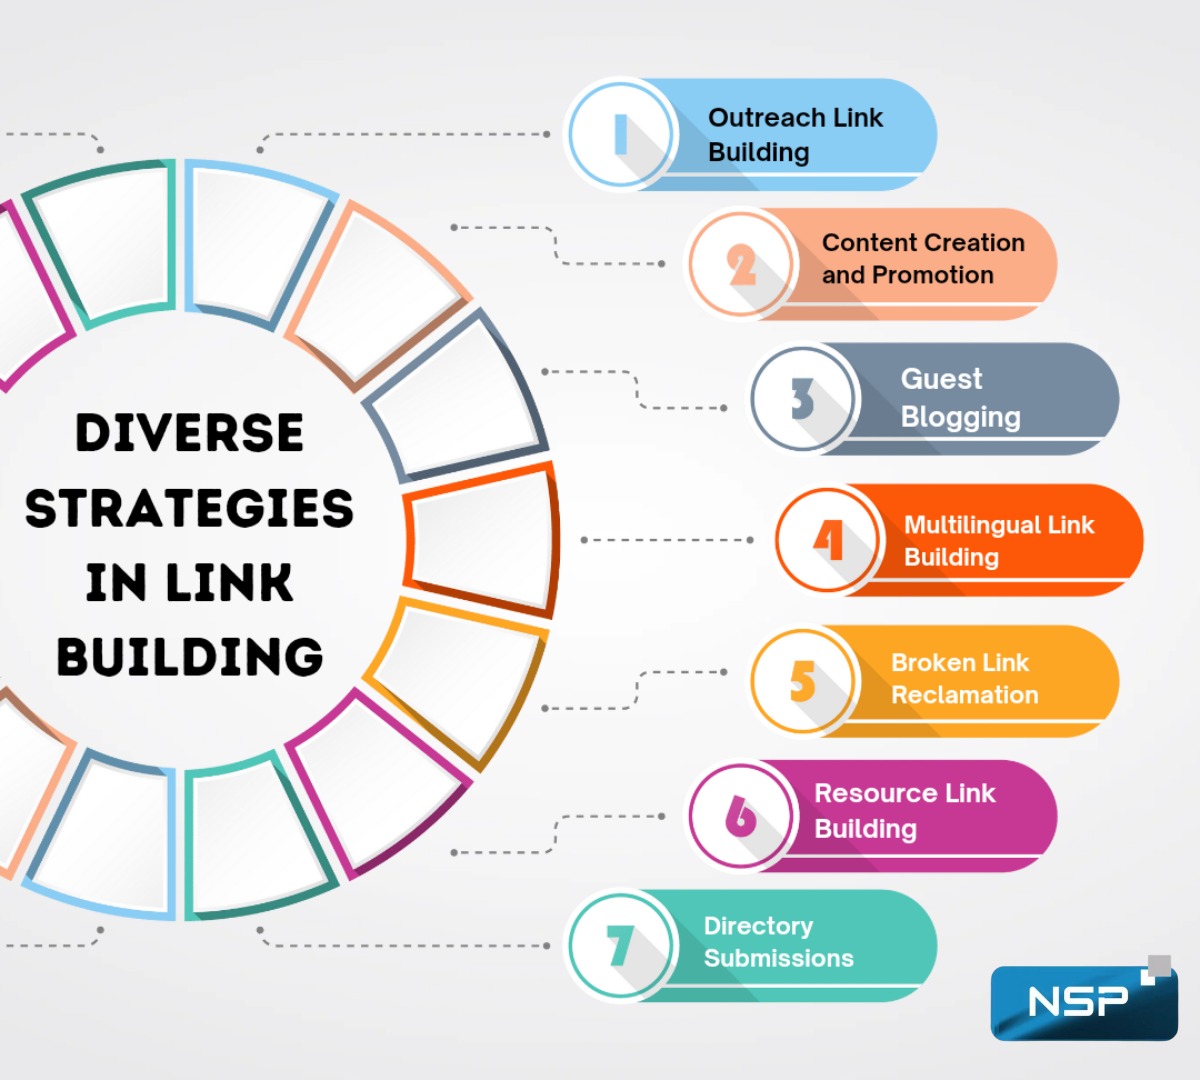 DIVERSE
STRATEGIES
IN LINK
BUILDING
1
Outreach Link
Building
2
Content Creation
and Promotion
3
Guest
Blogging
4
Multilingual Link
Building
5
Broken Link
Reclamation
6
Resource Link
Building
7
Directory
Submissions
NSP